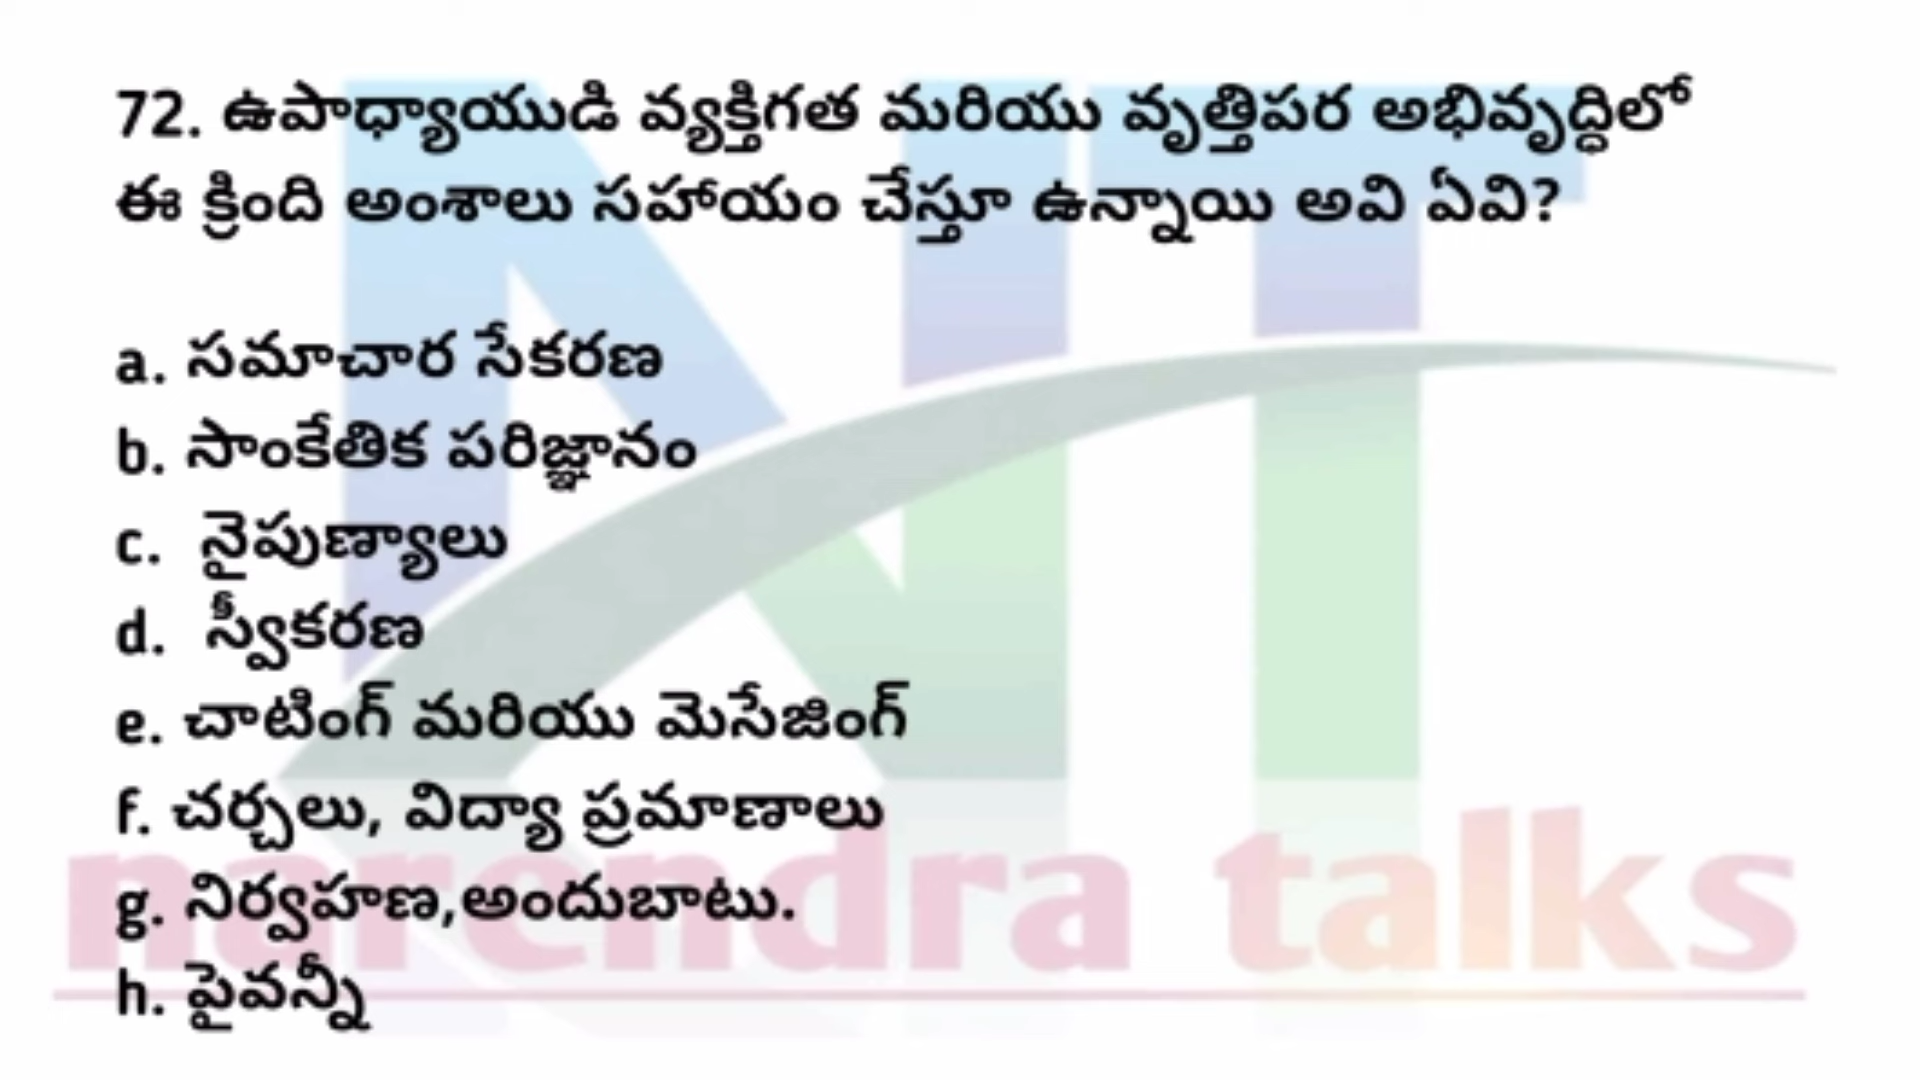 72. ఉపాధ్యాయుడి వ్యక్తిగత మరియు వృత్తిపర అభివృద్ధిలో
ఈ క్రింది అంశాలు సహాయం చేస్తూ ఉన్నాయి అవి ఏవి?
a. సమాచార సేకరణ
b. సాంకేతిక పరిజ్ఞానం
c. నైపుణ్యాలు
d. స్వీకరణ
e. చాటింగ్ మరియు మెసేజింగ్
f. చర్చలు, విద్యా ప్రమాణాలు
g. నిర్వహణ,అందుబాటు.
h. పైవన్నీ
NT
narendra talks